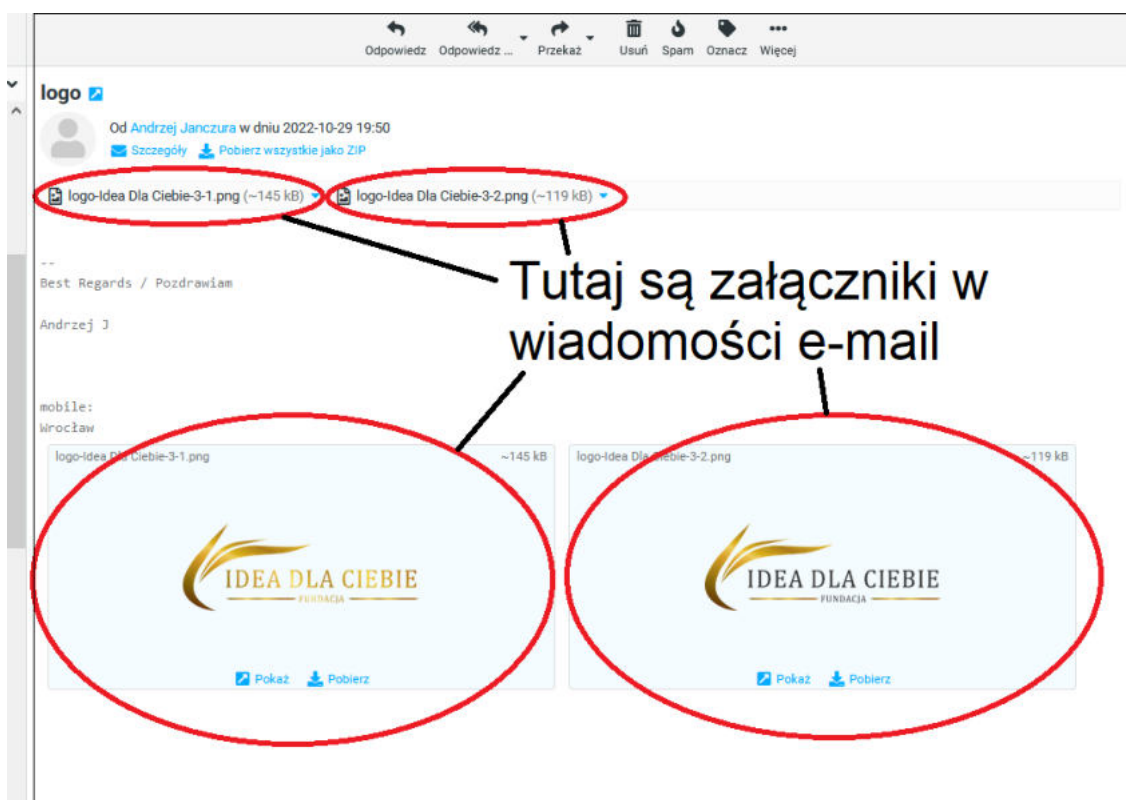 Odpowiedz Odpowiedz ... Przekaż Usuń Spam Oznacz Więcej
logo
Od Andrzej Janczura w dniu 2022-10-29 19:50
Szczegóły Pobierz wszystkie jako ZIP
logo-Idea Dla Ciebie-3-1.png (~145 kB) logo-Idea Dla Ciebie-3-2.png (~119 kB)
--
Best Regards / Pozdrawiam
Tutaj są załączniki w
wiadomości e-mail
Andrzej J
mobile:
Wrocław
logo-Idea Dla Ciebie-3-1.png ~145 kB
logo-Idea Dla Ciebie-3-2.png ~119 kB
IDEA DLA CIEBIE
FUNDACJA
IDEA DLA CIEBIE
FUNDACJA
Pokaż Pobierz
Pokaż Pobierz